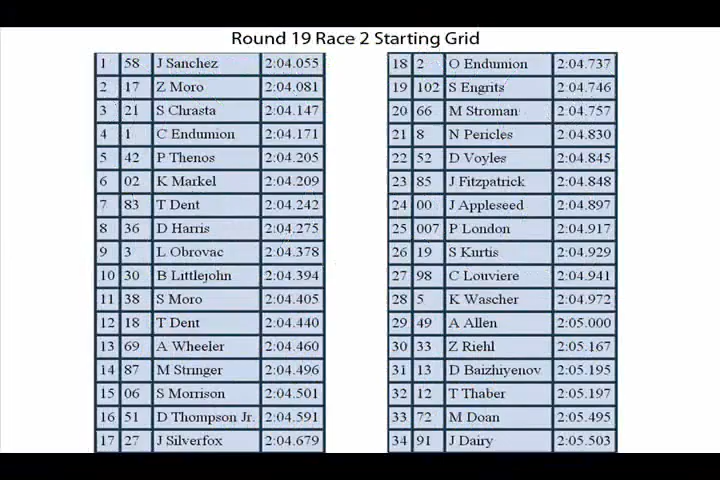 Round 19 Race 2 Starting Grid
1 58 J Sanchez 2:04.055
2 17 Z Moro 2:04.081
3 21 S Chrasta 2:04.147
4 1 C Endumion 2:04.171
5 42 P Thenos 2:04.205
6 02 K Markel 2:04.209
7 83 T Dent 2:04.242
8 36 D Harris 2:04.275
9 3 L Obrovac 2:04.378
10 30 B Littlejohn 2:04.394
11 38 S Moro 2:04.405
12 18 T Dent 2:04.440
13 69 A Wheeler 2:04.460
14 87 M Stringer 2:04.496
15 06 S Morrison 2:04.501
16 51 D Thompson Jr. 2:04.591
17 27 J Silverfox 2:04.679
18 2 O Endumion 2:04.737
19 102 S Engrits 2:04.746
20 66 M Stroman 2:04.757
21 8 N Pericles 2:04.830
22 52 D Voyles 2:04.845
23 85 J Fitzpatrick 2:04.848
24 00 J Appleseed 2:04.897
25 007 P London 2:04.917
26 19 S Kurtis 2:04.929
27 98 C Louviere 2:04.941
28 5 K Wascher 2:04.972
29 49 A Allen 2:05.000
30 33 Z Riehl 2:05.167
31 13 D Baizhiyenov 2:05.195
32 12 T Thaber 2:05.197
33 72 M Doan 2:05.495
34 91 J Dairy 2:05.503